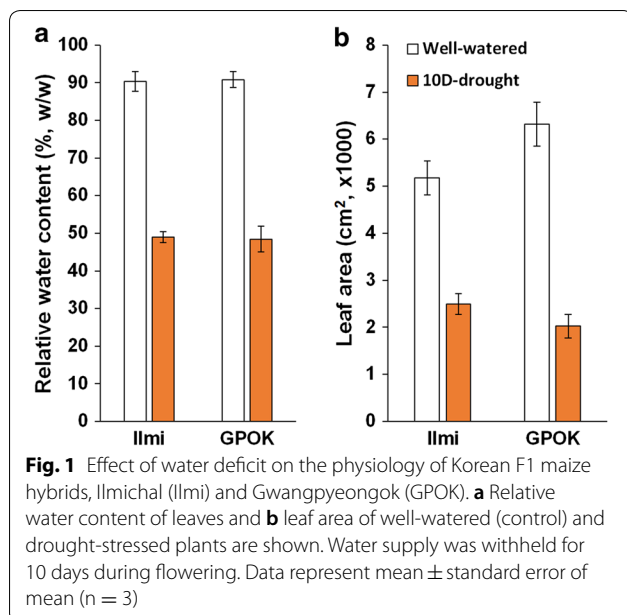 a
Relative water content (%, w/w)
100
90
80
70
60
50
40
30
20
10
0
Ilmi GPOK
b
Leaf area (cm², x1000)
8
7
6
5
4
3
2
1
0
Well-watered
10D-drought
Ilmi GPOK
Fig. 1 Effect of water deficit on the physiology of Korean F1 maize
hybrids, Ilmichal (Ilmi) and Gwangpyeongok (GPOK). a Relative
water content of leaves and b leaf area of well-watered (control) and
drought-stressed plants are shown. Water supply was withheld for
10 days during flowering. Data represent mean ± standard error of
mean (n = 3)